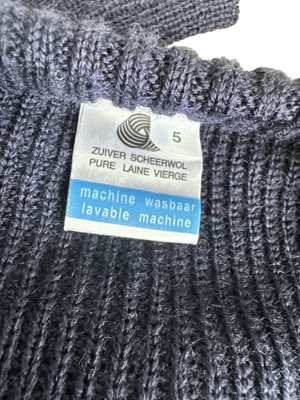 5
ZUIVER SCHEERWOL
PURE LAINE VIERGE
machine wasbaar
lavable machine